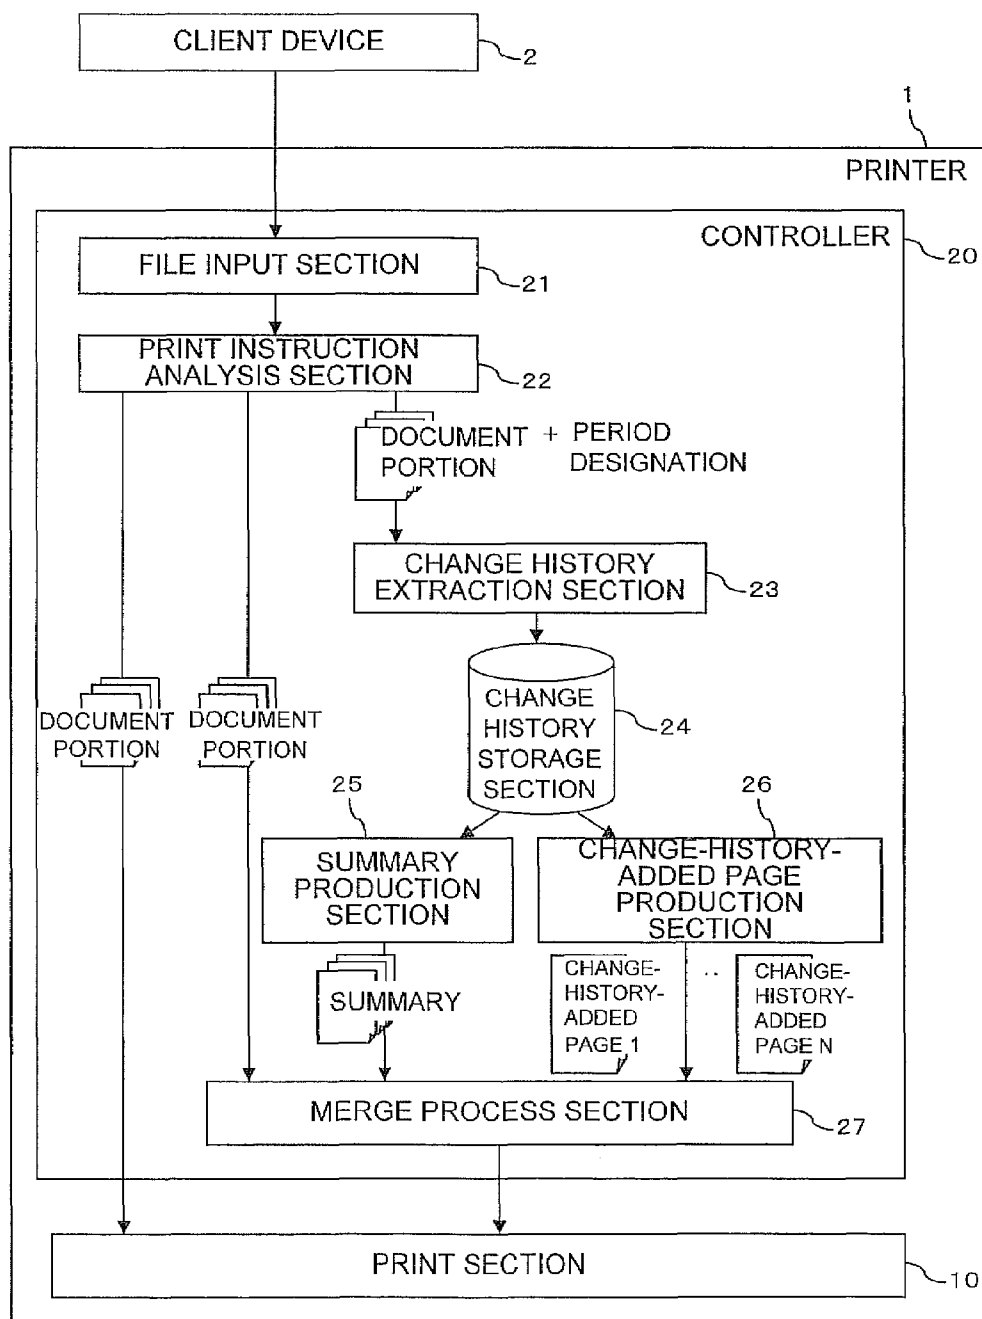 CLIENT DEVICE
2
1
PRINTER
CONTROLLER
20
FILE INPUT SECTION
21
PRINT INSTRUCTION
ANALYSIS SECTION
22
DOCUMENT + PERIOD
PORTION DESIGNATION
CHANGE HISTORY
EXTRACTION SECTION
23
CHANGE
HISTORY
STORAGE
SECTION
24
DOCUMENT
PORTION
DOCUMENT
PORTION
25
26
SUMMARY
PRODUCTION
SECTION
CHANGE-HISTORY-
ADDED PAGE
PRODUCTION
SECTION
SUMMARY
CHANGE-
HISTORY-
ADDED
PAGE 1
..
CHANGE-
HISTORY-
ADDED
PAGE N
MERGE PROCESS SECTION
27
PRINT SECTION
10